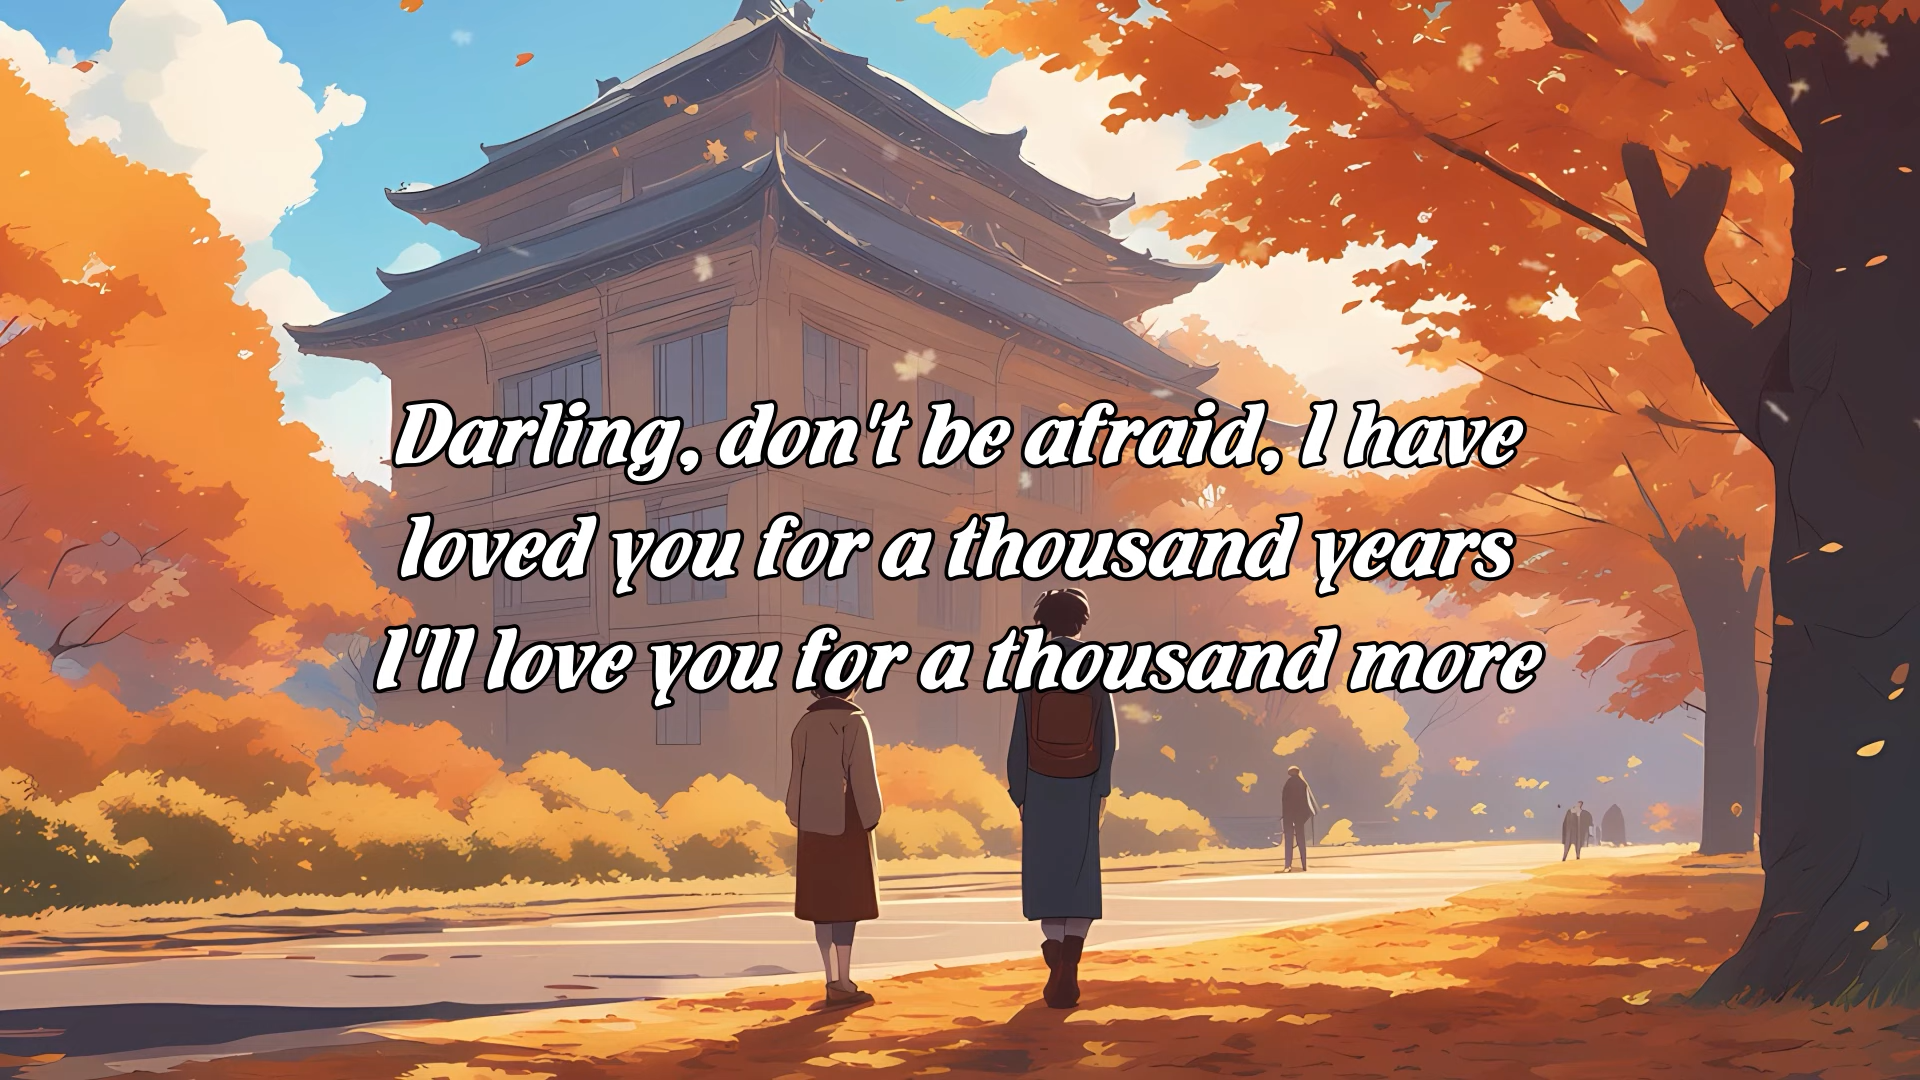 Darling, don't be afraid, I have
loved you for a thousand years
I'll love you for a thousand more